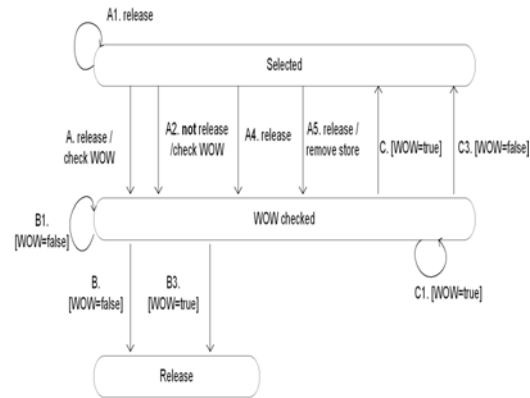 A1. release
Selected
A. release /
check WOW
A2. not release
/check WOW
A4. release
A5. release /
remove store
C. [WOW=true]
C3. [WOW=false]
WOW checked
B1.
[WOW=false]
B.
[WOW=false]
B3.
[WOW=true]
C1. [WOW=true]
Release